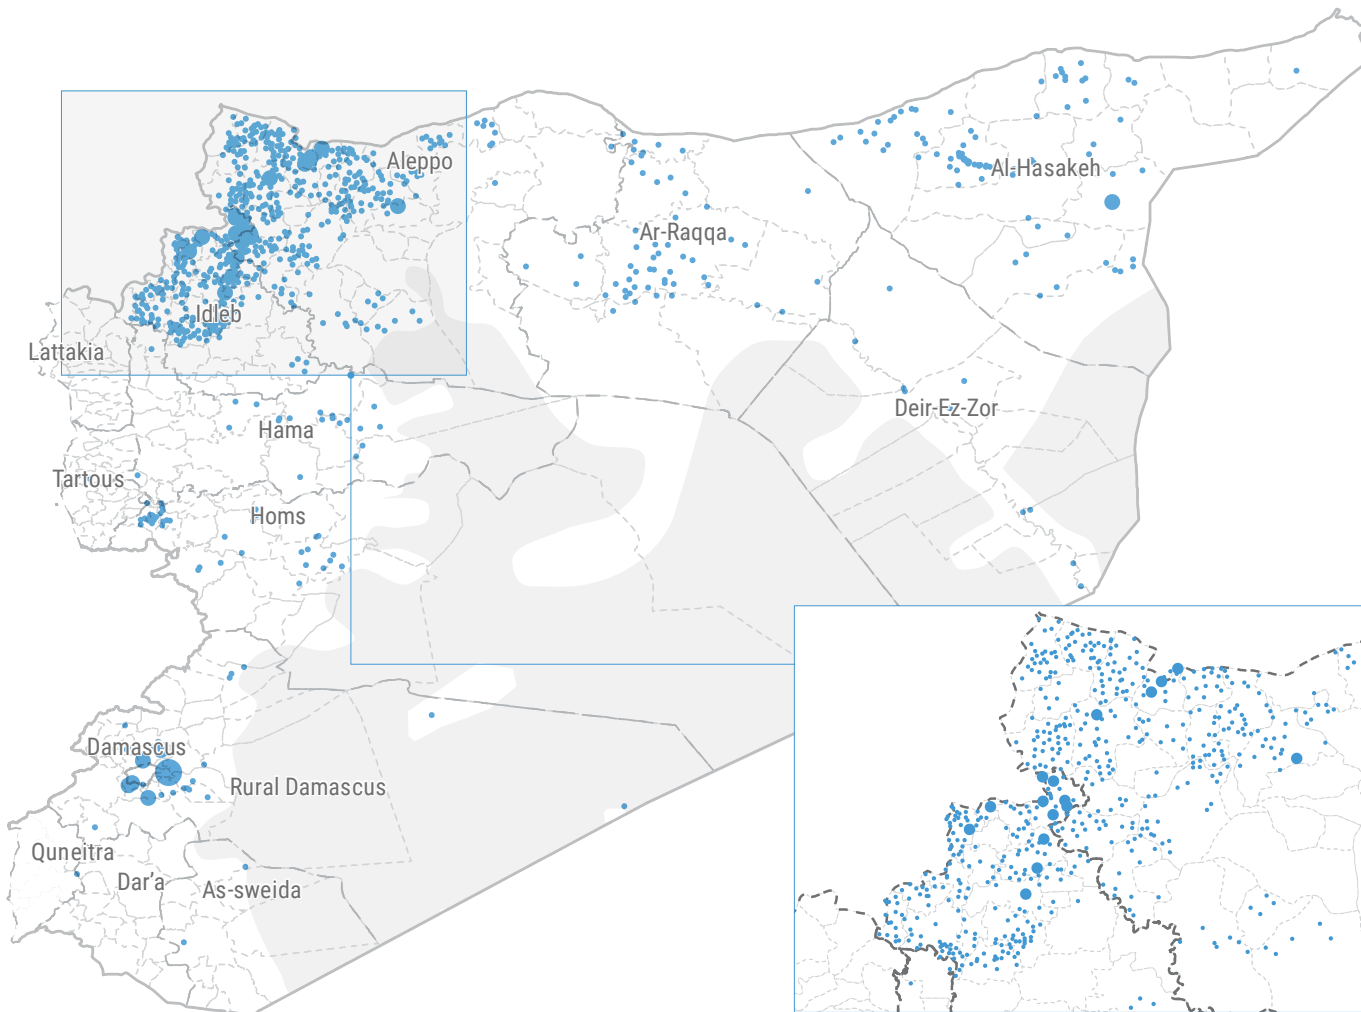 Aleppo
Al-Hasakeh
Ar-Raqqa
Idleb
Lattakia
Deir-Ez-Zor
Hama
Tartous
Homs
Damascus
Rural Damascus
Quneitra
Dar'a
As-sweida